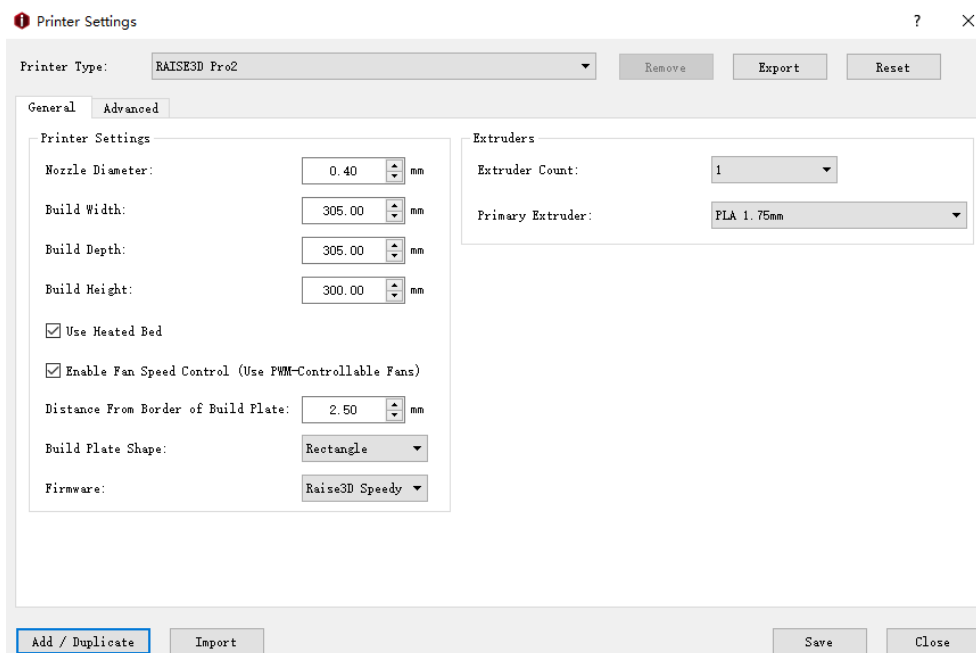 Printer Settings
?
Printer Type: RAISE3D Pro2 Remove Export Reset
General Advanced
Printer Settings
Nozzle Diameter: 0.40 mm
Build Width: 305.00 mm
Build Depth: 305.00 mm
Build Height: 300.00 mm
Use Heated Bed
Enable Fan Speed Control (Use PWM-Controllable Fans)
Distance From Border of Build Plate: 2.50 mm
Build Plate Shape: Rectangle
Firmware: Raise3D Speedy
Extruders
Extruder Count: 1
Primary Extruder: PLA 1.75mm
Add / Duplicate Import Save Close